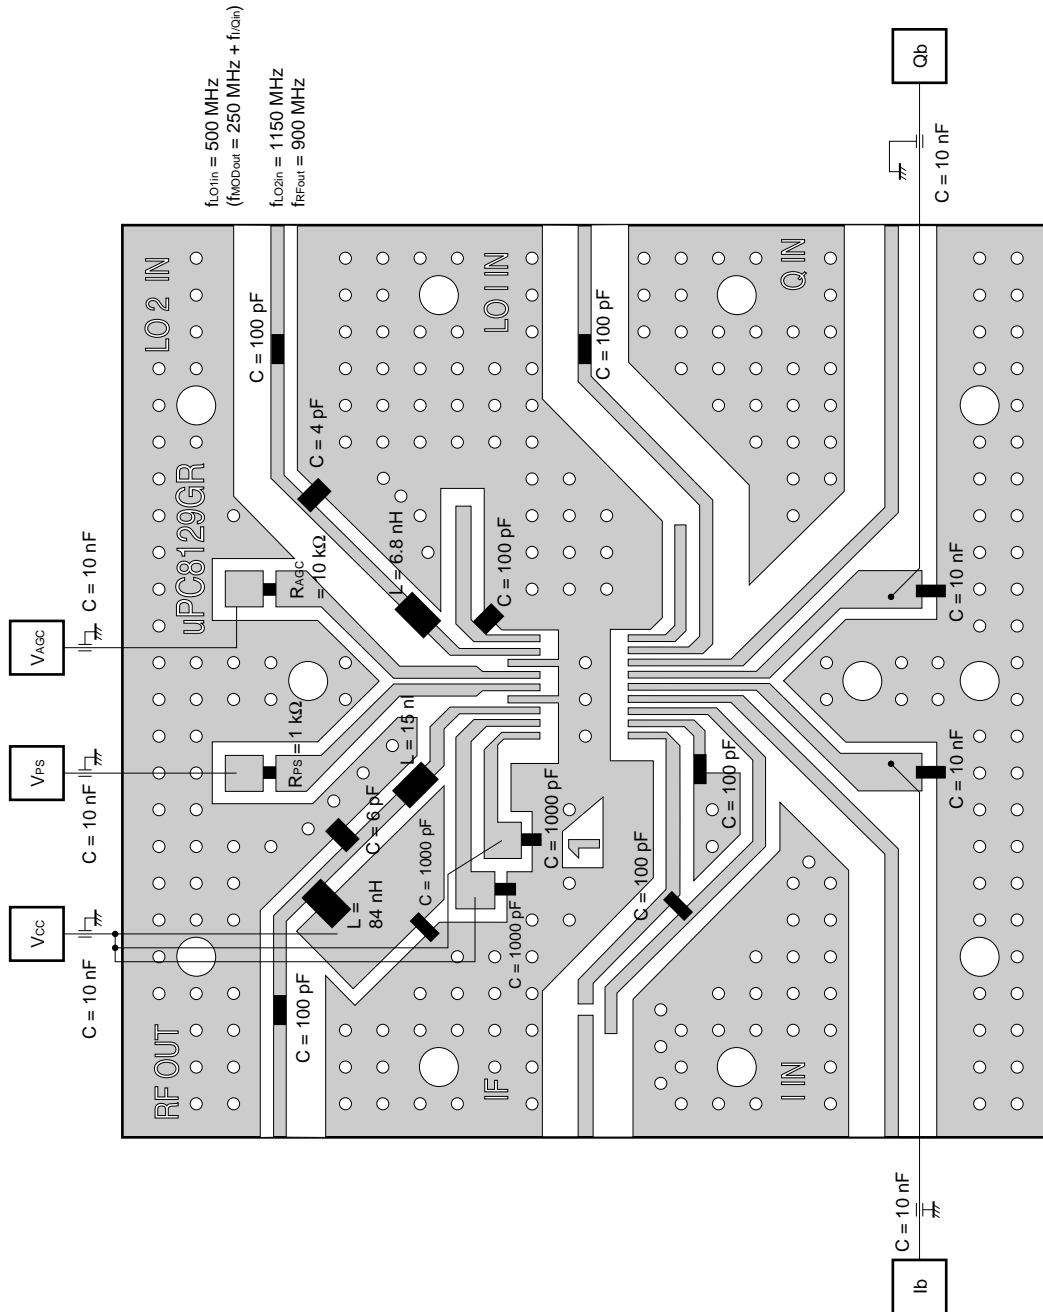 fLO1in = 500 MHz
(fMODout = 250 MHz + fI/Qin)
fLO2in = 1150 MHz
fRFout = 900 MHz
Qb
C = 10 nF
LO 2 IN
C = 100 pF
LO I IN
C = 100 pF
Q IN
C = 4 pF
uPC8129GR
C = 10 nF
VAGC
RAGC
= 10 kΩ
L = 6.8 nH
C = 100 pF
C = 10 nF
VPS
C = 10 nF
RPS = 1 kΩ
L = 15 n
C = 6 pF
C = 1000 pF
C = 1000 pF
1
C = 100 pF
C = 10 nF
VCC
C = 10 nF
L =
84 nH
C = 1000 pF
C = 100 pF
C = 100 pF
RF OUT
IF
I IN
C = 10 nF
Ib